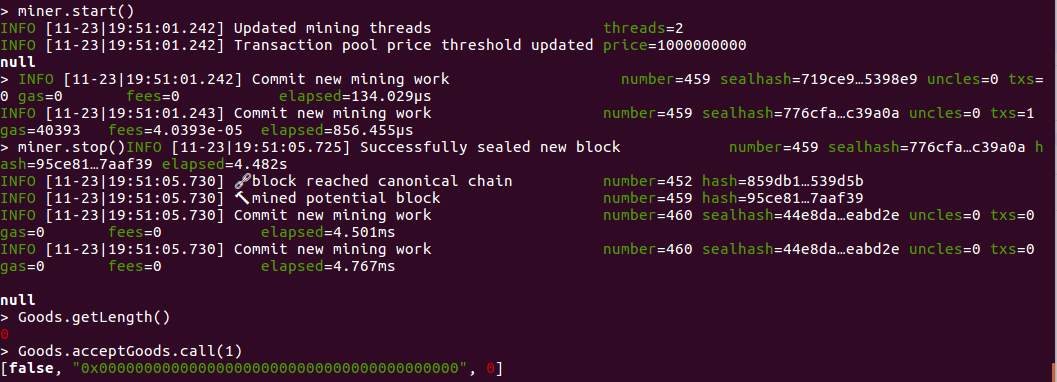 > miner.start()
INFO [11-23|19:51:01.242] Updated mining threads                   threads=2
INFO [11-23|19:51:01.242] Transaction pool price threshold updated price=1000000000
null
> INFO [11-23|19:51:01.242] Commit new mining work                   number=459 sealhash=719ce9…5398e9 uncles=0 txs=
0 gas=0       fees=0          elapsed=134.029µs
INFO [11-23|19:51:01.243] Commit new mining work                   number=459 sealhash=776cfa…c39a0a uncles=0 txs=1
gas=40393   fees=4.0393e-05  elapsed=856.455µs
> miner.stop()INFO [11-23|19:51:05.725] Successfully sealed new block            number=459 sealhash=776cfa…c39a0a h
ash=95ce81…7aaf39 elapsed=4.482s
INFO [11-23|19:51:05.730] 🔗block reached canonical chain          number=452 hash=859db1…539d5b
INFO [11-23|19:51:05.730] 🔨mined potential block                  number=459 hash=95ce81…7aaf39
INFO [11-23|19:51:05.730] Commit new mining work                   number=460 sealhash=44e8da…eabd2e uncles=0 txs=0
gas=0       fees=0          elapsed=4.501ms
INFO [11-23|19:51:05.730] Commit new mining work                   number=460 sealhash=44e8da…eabd2e uncles=0 txs=0
gas=0       fees=0          elapsed=4.767ms
null
> Goods.getLength()
0
> Goods.acceptGoods.call(1)
[false, "0x0000000000000000000000000000000000000000", 0]